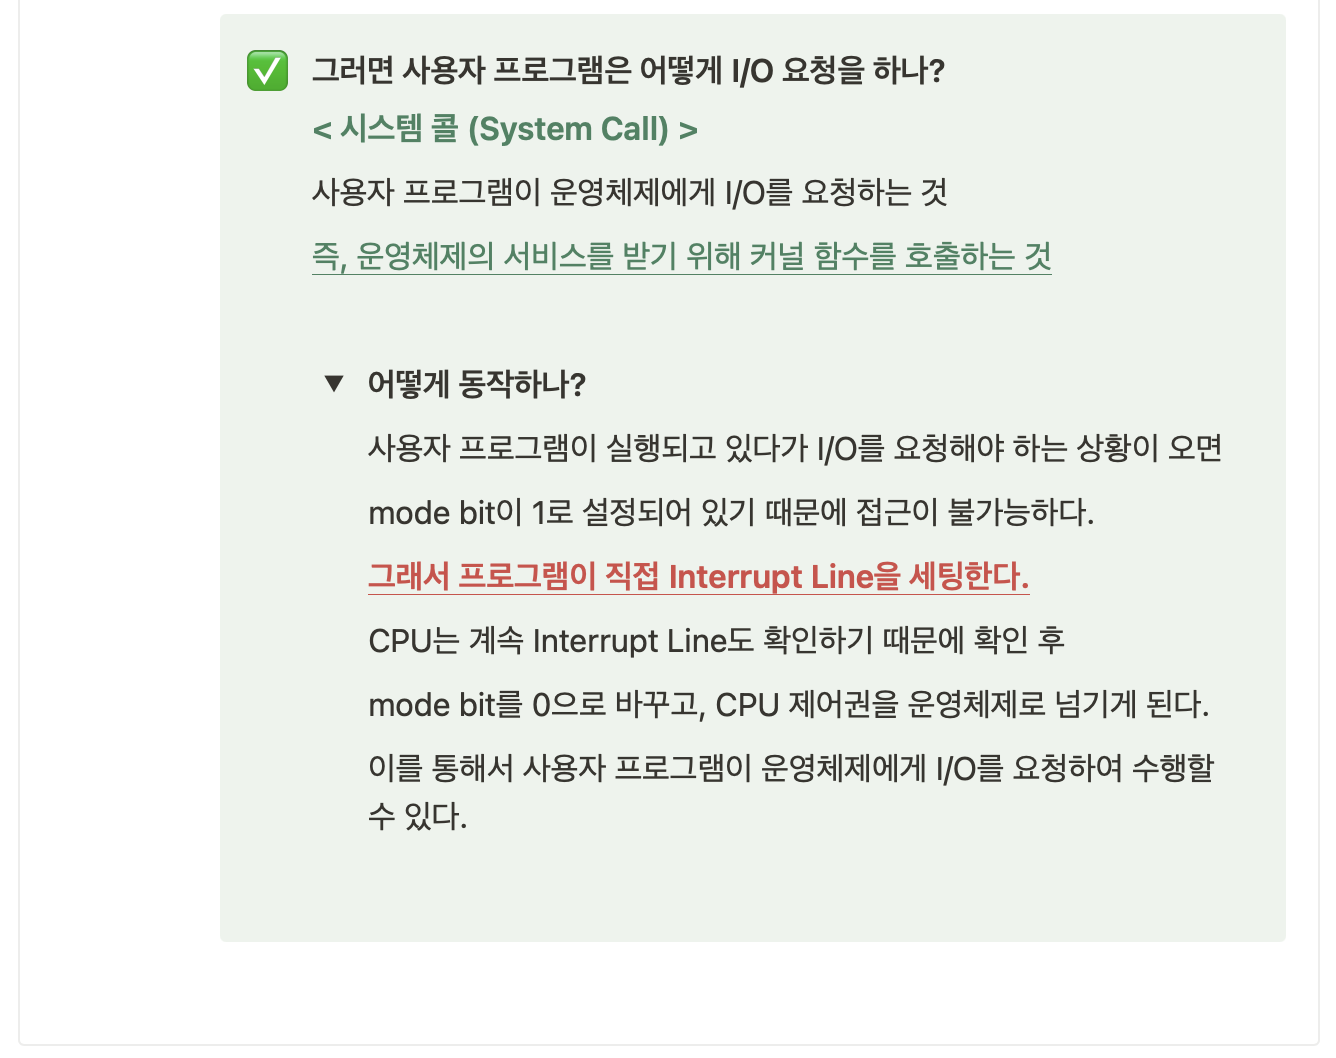 그러면 사용자 프로그램은 어떻게 I/O 요청을 하나?
< 시스템 콜 (System Call) >
사용자 프로그램이 운영체제에게 I/O를 요청하는 것
즉, 운영체제의 서비스를 받기 위해 커널 함수를 호출하는 것
어떻게 동작하나?
사용자 프로그램이 실행되고 있다가 I/O를 요청해야 하는 상황이 오면
mode bit이 1로 설정되어 있기 때문에 접근이 불가능하다.
그래서 프로그램이 직접 Interrupt Line을 세팅한다.
CPU는 계속 Interrupt Line도 확인하기 때문에 확인 후
mode bit를 0으로 바꾸고, CPU 제어권을 운영체제로 넘기게 된다.
이를 통해서 사용자 프로그램이 운영체제에게 I/O를 요청하여 수행할
수 있다.